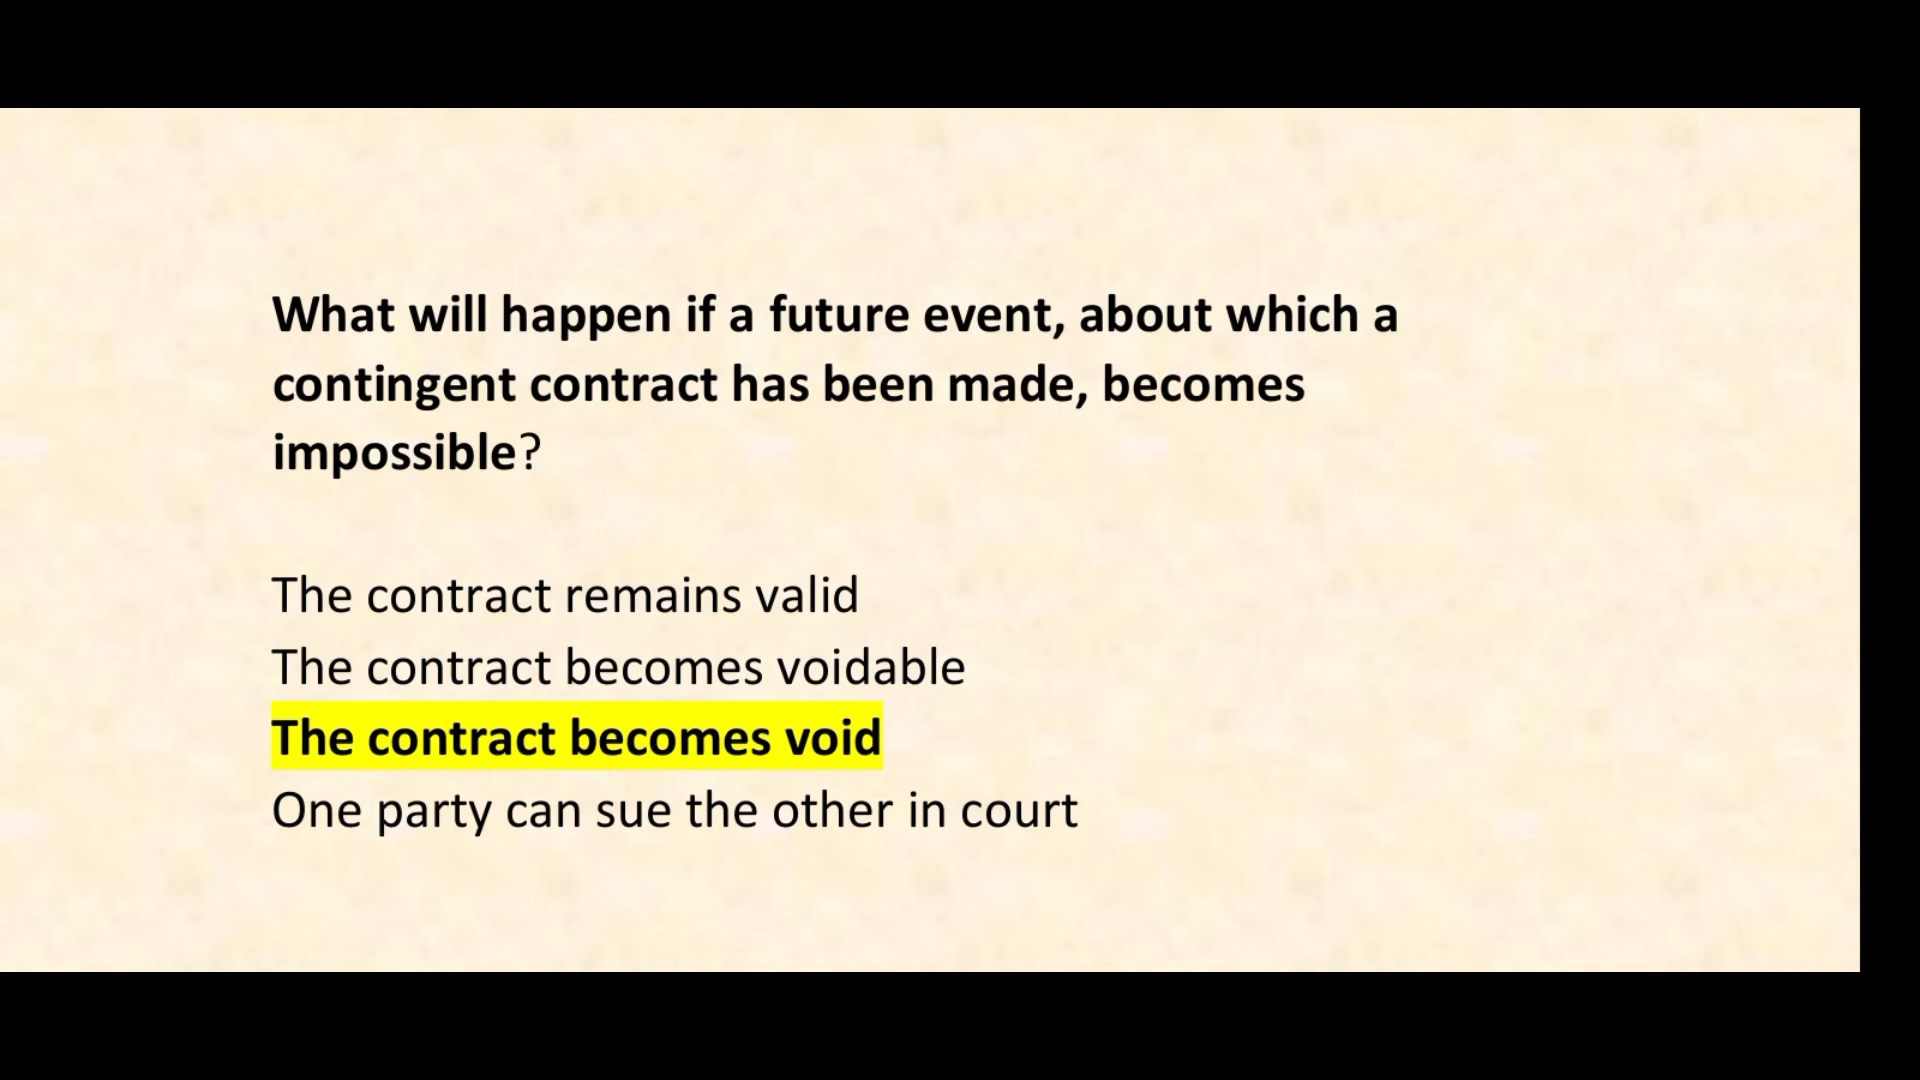 What will happen if a future event, about which a
contingent contract has been made, becomes
impossible?
The contract remains valid
The contract becomes voidable
The contract becomes void
One party can sue the other in court